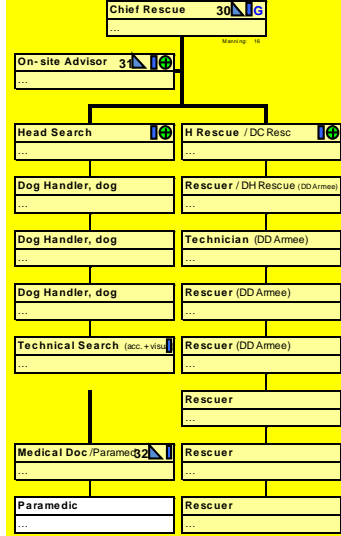 Chief Rescue 30 G
...
Manning: 16
On-site Advisor 31
...
Head Search
...
H Rescue / DC Resc
...
Dog Handler, dog
...
Rescuer / DH Rescue (DD Armee)
...
Dog Handler, dog
...
Technician (DD Armee)
...
Dog Handler, dog
...
Rescuer (DD Armee)
...
Technical Search (acc. + visu
...
Rescuer (DD Armee)
...
Rescuer
...
Medical Doc /Paramed 32
...
Rescuer
...
Paramedic
...
Rescuer
...